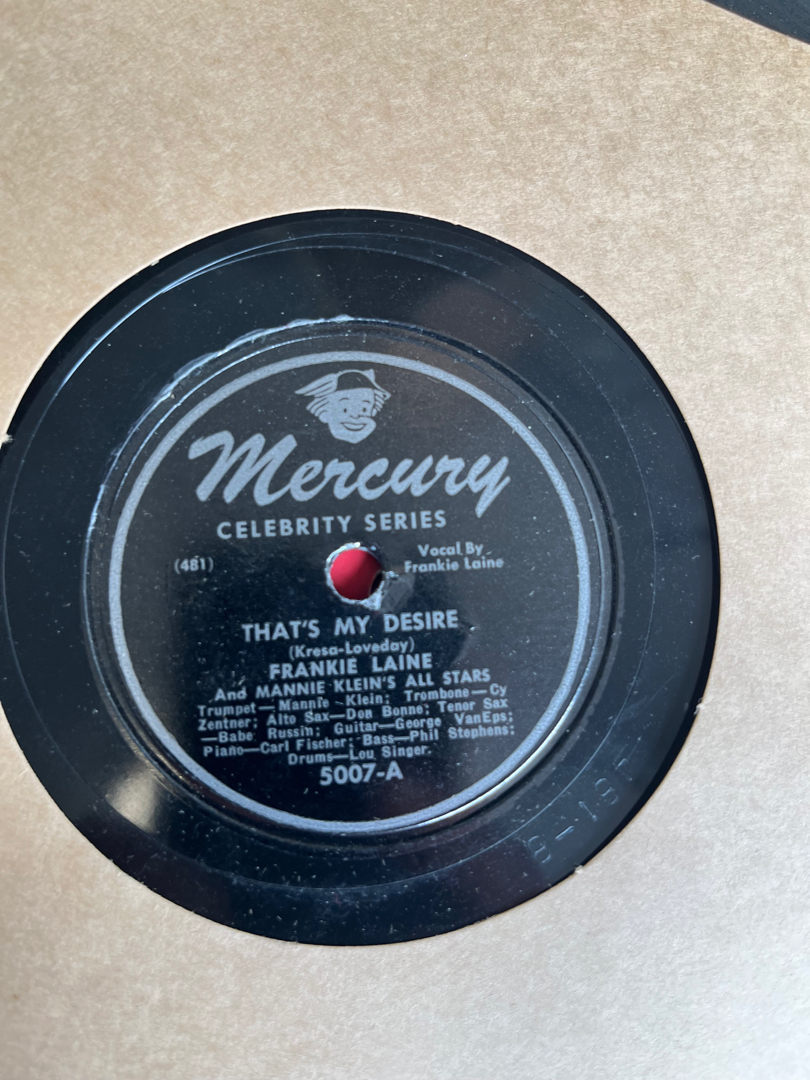 Mercury
CELEBRITY SERIES
(481)
Vocal By
Frankie Laine
THAT'S MY DESIRE
(Kresa-Loveday)
FRANKIE LAINE
And MANNIE KLEIN'S ALL STARS
Trumpet—Mannie Klein; Trombone—Cy
Zentner; Alto Sax—Don Bonne; Tenor Sax
—Babe Russin; Guitar—George VanEps;
Piano—Carl Fischer; Bass—Phil Stephens;
Drums—Lou Singer.
5007-A